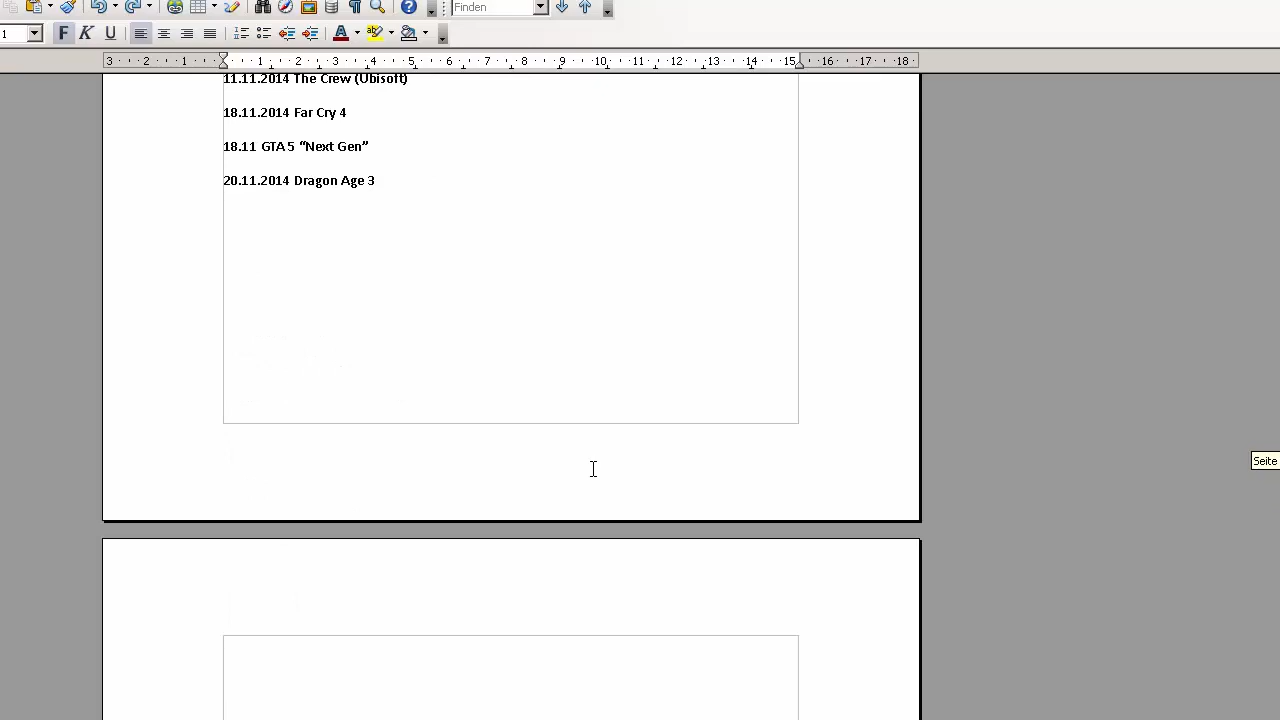 Finden
1
F K U A
3 2 1 1 2 3 4 5 6 7 8 9 10 11 12 13 14 15 16 17 18
11.11.2014 The Crew (Ubisoft)
18.11.2014 Far Cry 4
18.11 GTA 5 “Next Gen”
20.11.2014 Dragon Age 3
Seite